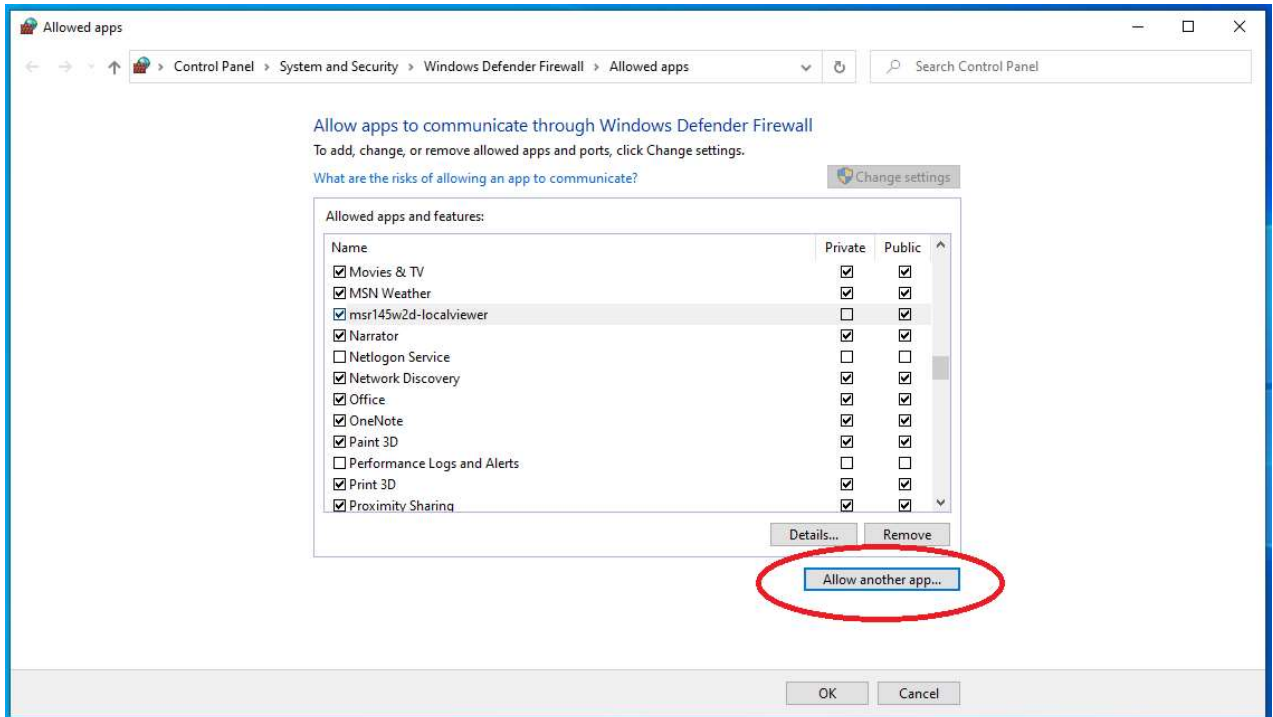 Allowed apps
Control Panel > System and Security > Windows Defender Firewall > Allowed apps
Search Control Panel
Allow apps to communicate through Windows Defender Firewall
To add, change, or remove allowed apps and ports, click Change settings.
What are the risks of allowing an app to communicate?
Change settings
Allowed apps and features:
Name Private Public
Movies & TV
MSN Weather
msr145w2d-localviewer
Narrator
Netlogon Service
Network Discovery
Office
OneNote
Paint 3D
Performance Logs and Alerts
Print 3D
Proximity Sharing
Details... Remove
Allow another app...
OK Cancel